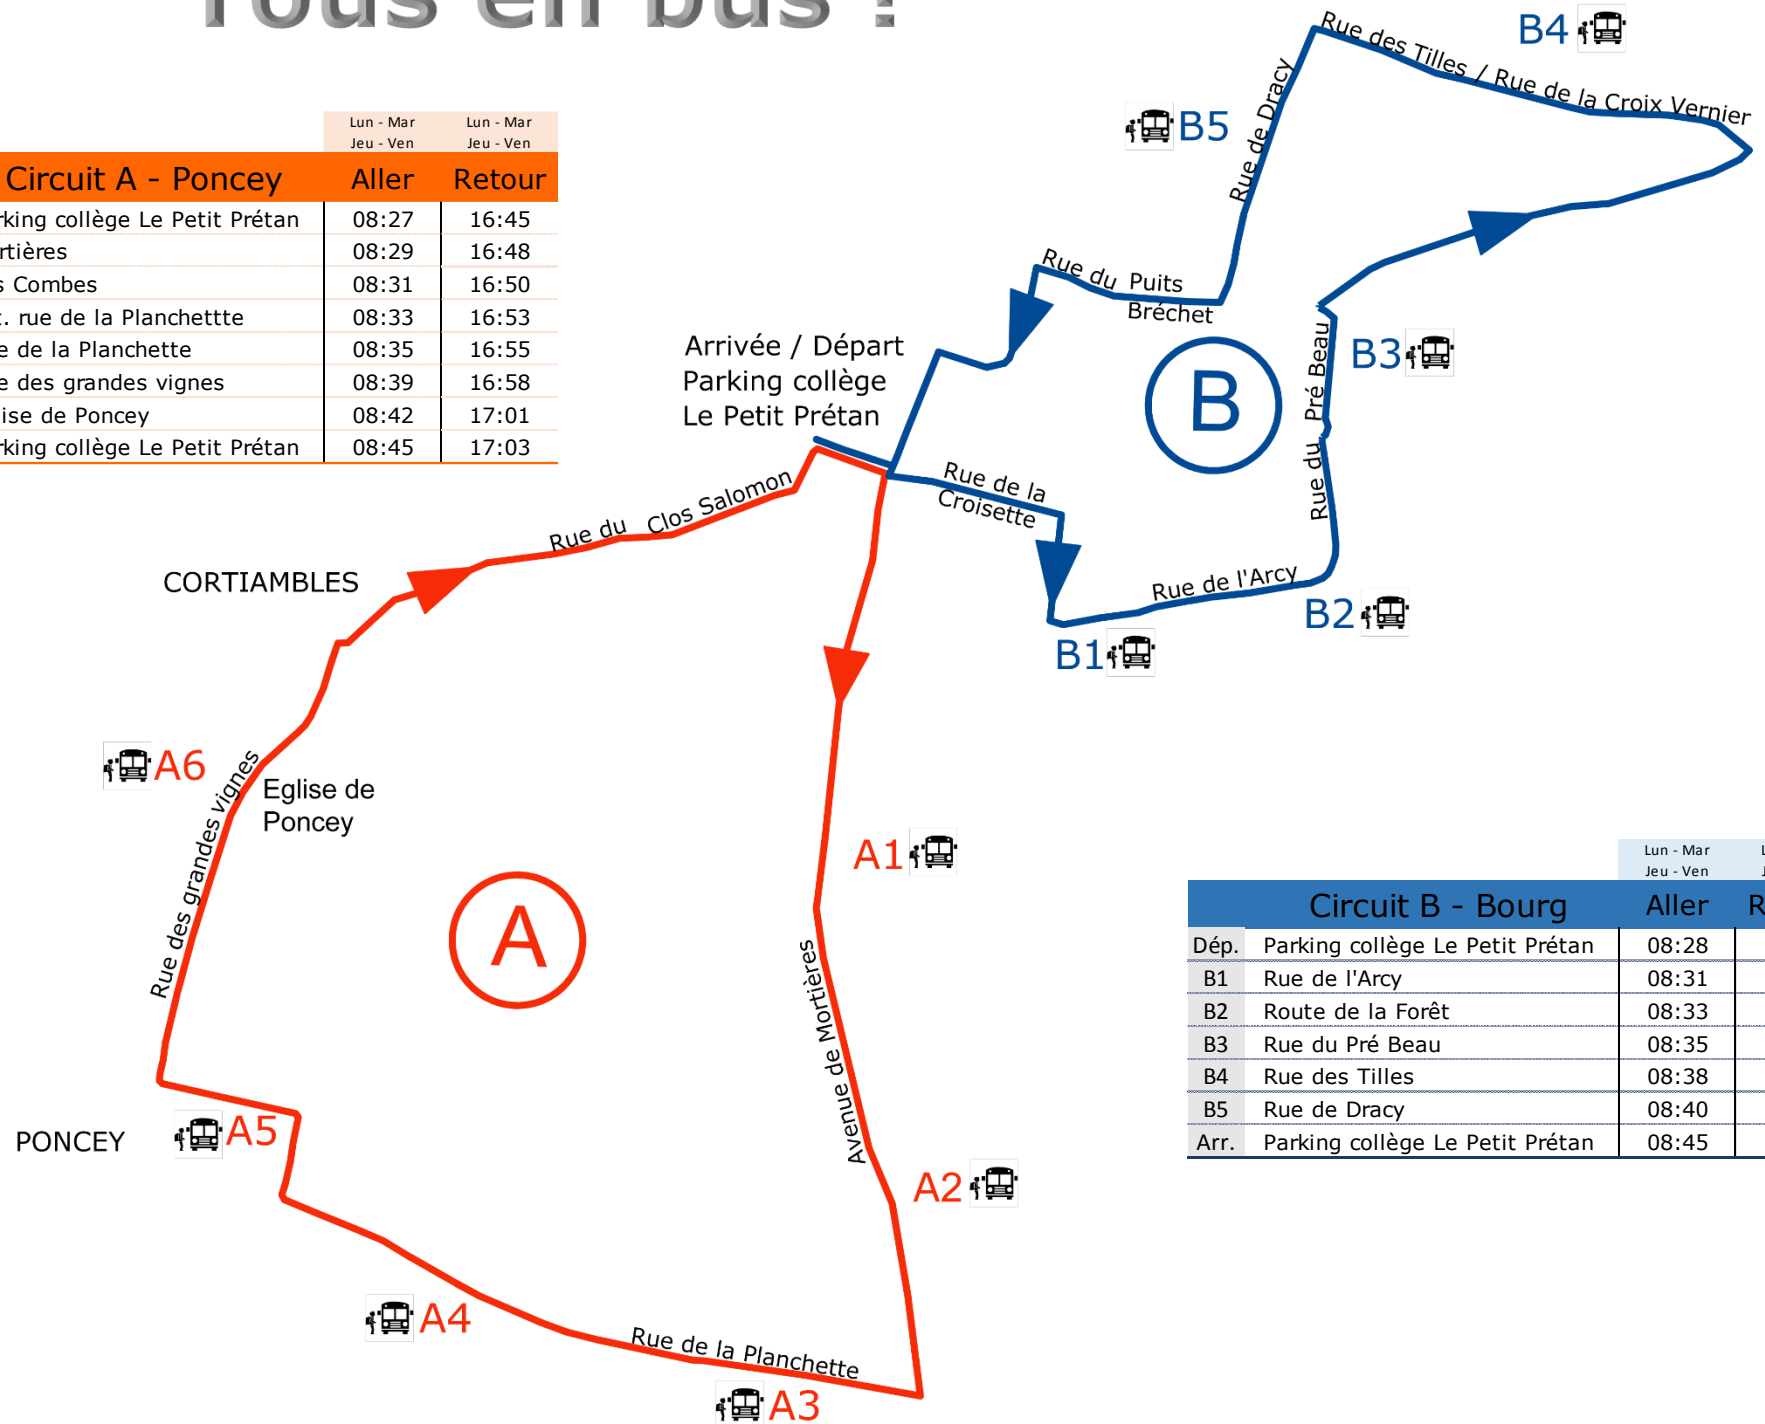 Tous en bus !
Lun - Mar Lun - Mar
Jeu - Ven Jeu - Ven
Circuit A - Poncey Aller Retour
rking collège Le Petit Prétan 08:27 16:45
rtières 08:29 16:48
s Combes 08:31 16:50
t. rue de la Planchettte 08:33 16:53
e de la Planchette 08:35 16:55
e des grandes vignes 08:39 16:58
ise de Poncey 08:42 17:01
rking collège Le Petit Prétan 08:45 17:03
Rue des Tilles / Rue de la Croix Vernier
B4
B5
Rue de Dracy
Rue du Puits
Bréchet
B
Rue du Pré Beau
B3
Arrivée / Départ
Parking collège
Le Petit Prétan
Rue de la
Croisette
Rue de l'Arcy
B2
B1
Rue du Clos Salomon
CORTIAMBLES
A6
Eglise de
Poncey
Rue des grandes vignes
A
A1
Avenue de Mortières
A2
PONCEY
A5
A4
Rue de la Planchette
A3
Lun - Mar
Jeu - Ven
Circuit B - Bourg Aller R
Dép. Parking collège Le Petit Prétan 08:28
B1 Rue de l'Arcy 08:31
B2 Route de la Forêt 08:33
B3 Rue du Pré Beau 08:35
B4 Rue des Tilles 08:38
B5 Rue de Dracy 08:40
Arr. Parking collège Le Petit Prétan 08:45